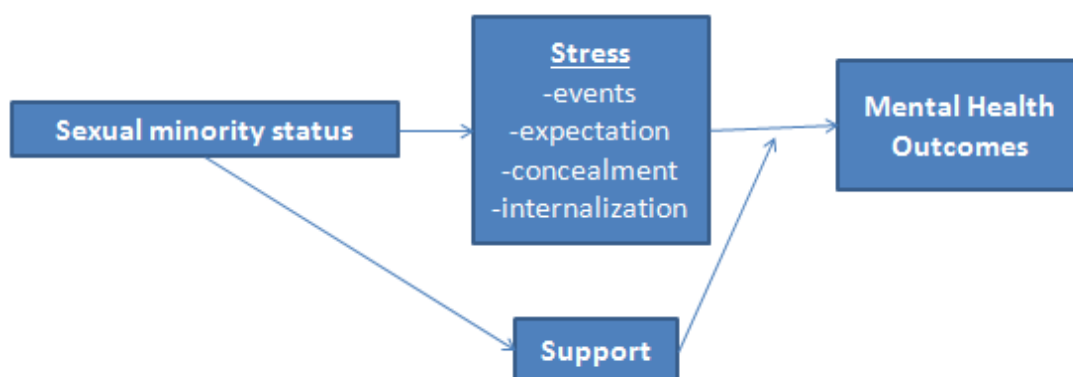 Sexual minority status
Stress
-events
-expectation
-concealment
-internalization
Mental Health
Outcomes
Support